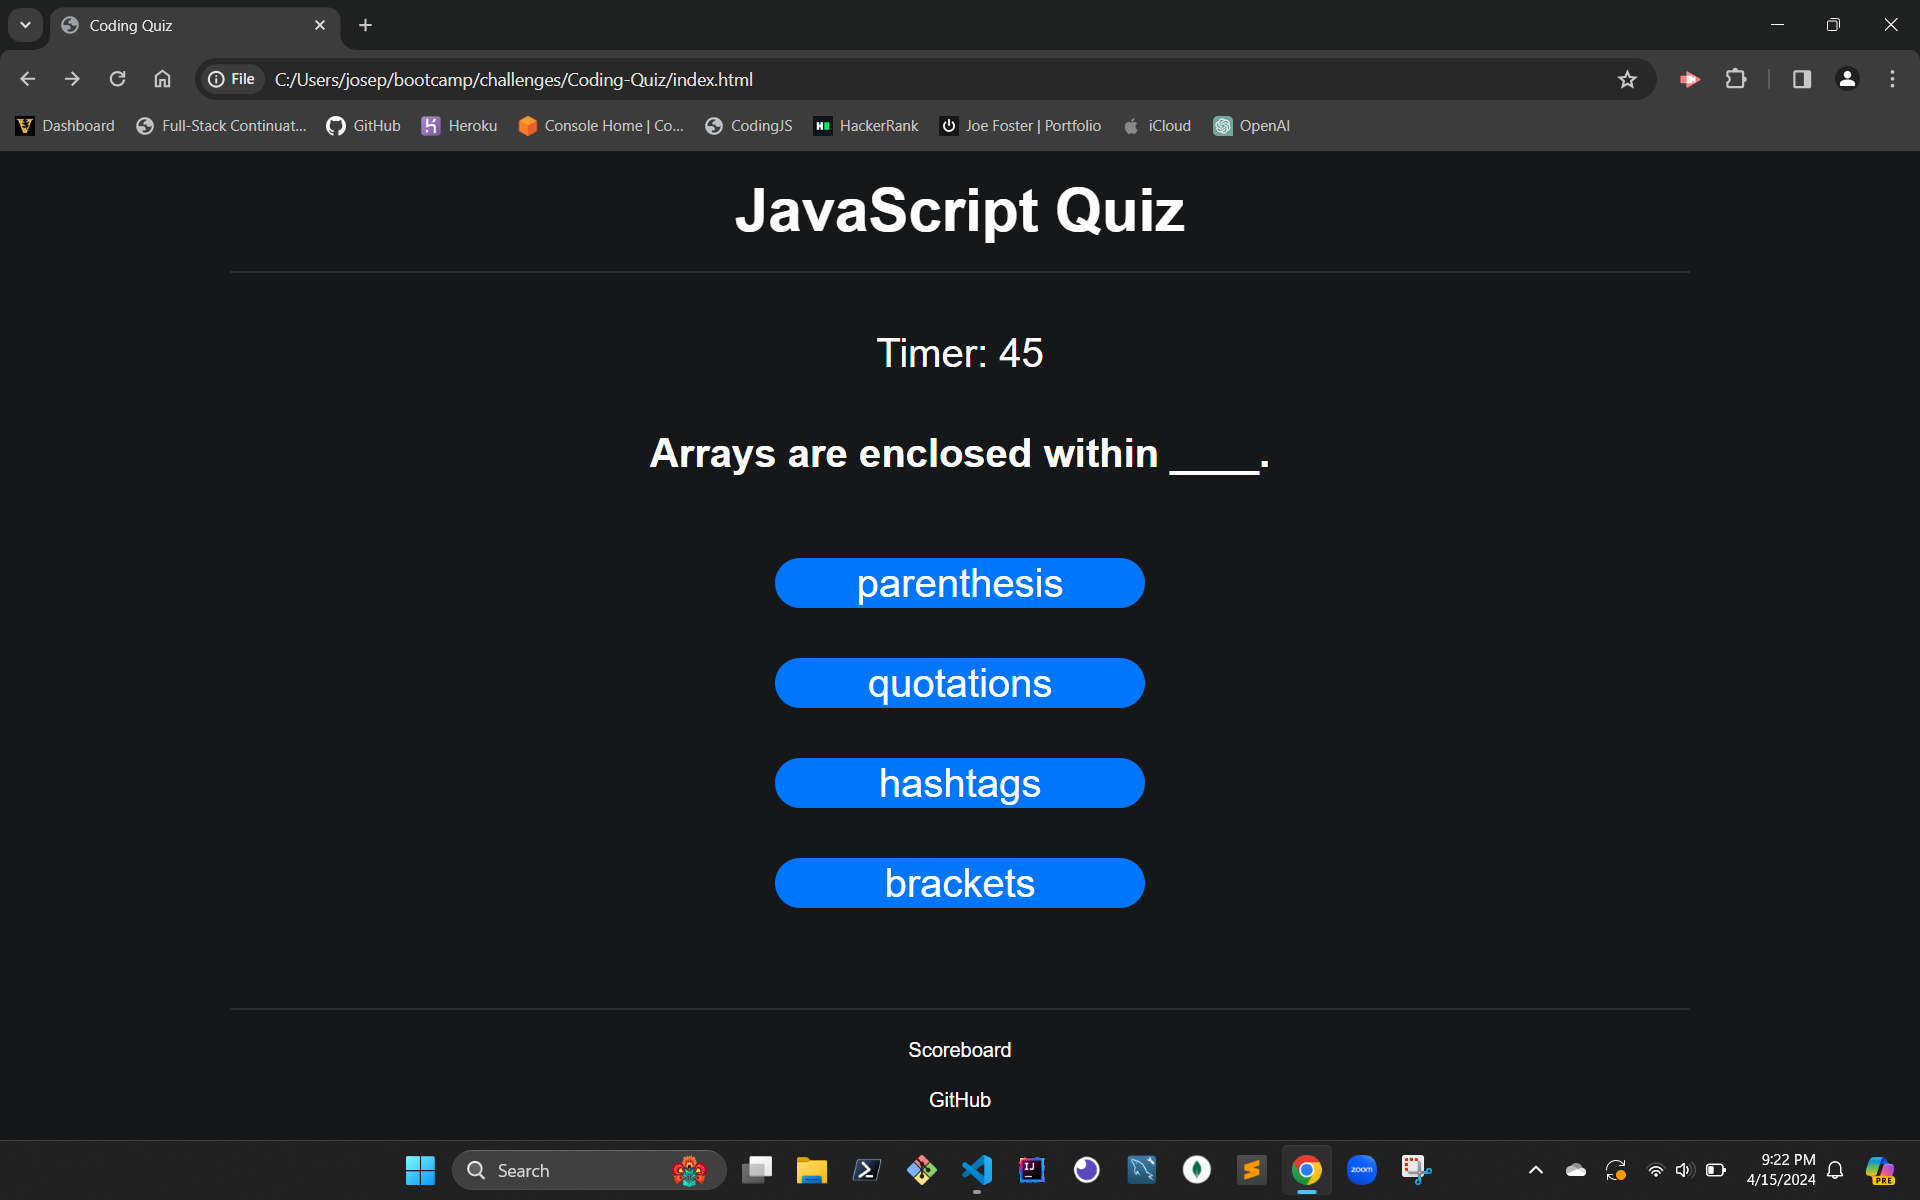 Coding Quiz
File C:/Users/josep/bootcamp/challenges/Coding-Quiz/index.html
Dashboard Full-Stack Continuat... GitHub Heroku Console Home | Co... CodingJS HackerRank Joe Foster | Portfolio iCloud OpenAI
JavaScript Quiz
Timer: 45
Arrays are enclosed within ____.
parenthesis
quotations
hashtags
brackets
Scoreboard
GitHub
Search zoom 9:22 PM
4/15/2024 PRE